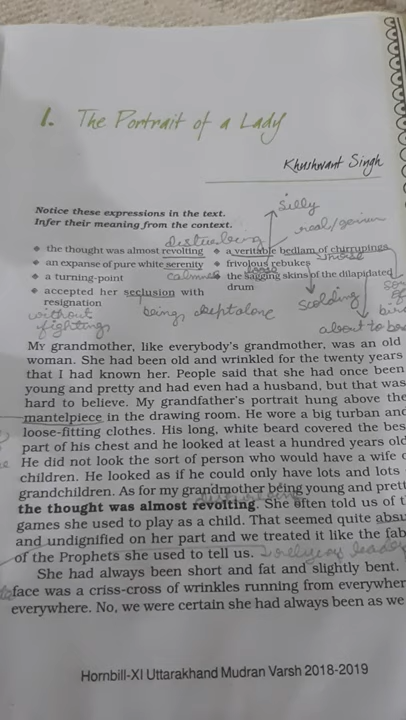 1. The Portrait of a Lady
Khushwant Singh
silly
Notice these expressions in the text.
Infer their meaning from the context.
real/genuine
disturbing
❖ the thought was almost revolting ❖ a veritable bedlam of chirrupings
❖ an expanse of pure white serenity ❖ frivolous rebukes
calmness loose
❖ a turning-point ❖ the sagging skins of the dilapidated drum
❖ accepted her seclusion with resignation
scolding
without fighting
being kept alone
about to be
My grandmother, like everybody's grandmother, was an old
woman. She had been old and wrinkled for the twenty years
that I had known her. People said that she had once been
young and pretty and had even had a husband, but that was
hard to believe. My grandfather's portrait hung above the
mantelpiece in the drawing room. He wore a big turban and
loose-fitting clothes. His long, white beard covered the best
part of his chest and he looked at least a hundred years old
He did not look the sort of person who would have a wife o
children. He looked as if he could only have lots and lots
grandchildren. As for my grandmother being young and prett
the thought was almost revolting. She often told us of t
games she used to play as a child. That seemed quite absu
and undignified on her part and we treated it like the fab
of the Prophets she used to tell us.
She had always been short and fat and slightly bent.
face was a criss-cross of wrinkles running from everywher
everywhere. No, we were certain she had always been as we
Hornbill-XI Uttarakhand Mudran Varsh 2018-2019